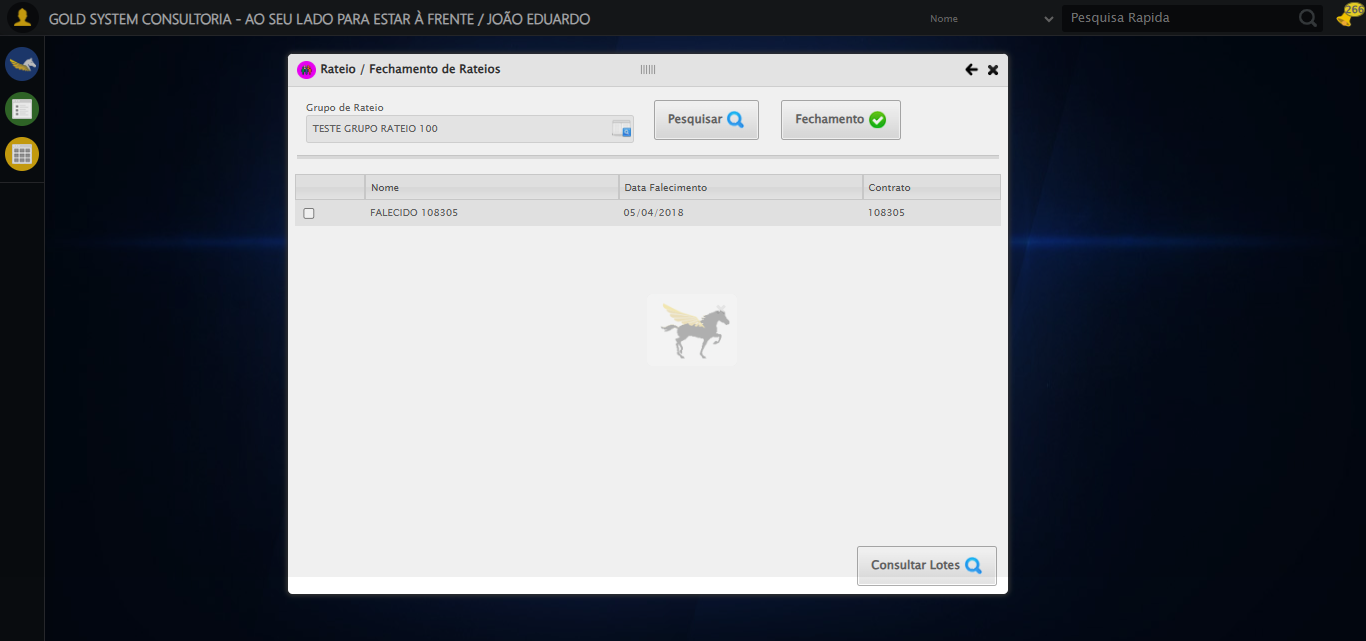 GOLD SYSTEM CONSULTORIA - AO SEU LADO PARA ESTAR À FRENTE / JOÃO EDUARDO
Nome
Pesquisa Rapida
266
Rateio / Fechamento de Rateios
Grupo de Rateio
TESTE GRUPO RATEIO 100
Pesquisar
Fechamento
Nome Data Falecimento Contrato
FALECIDO 108305 05/04/2018 108305
Consultar Lotes